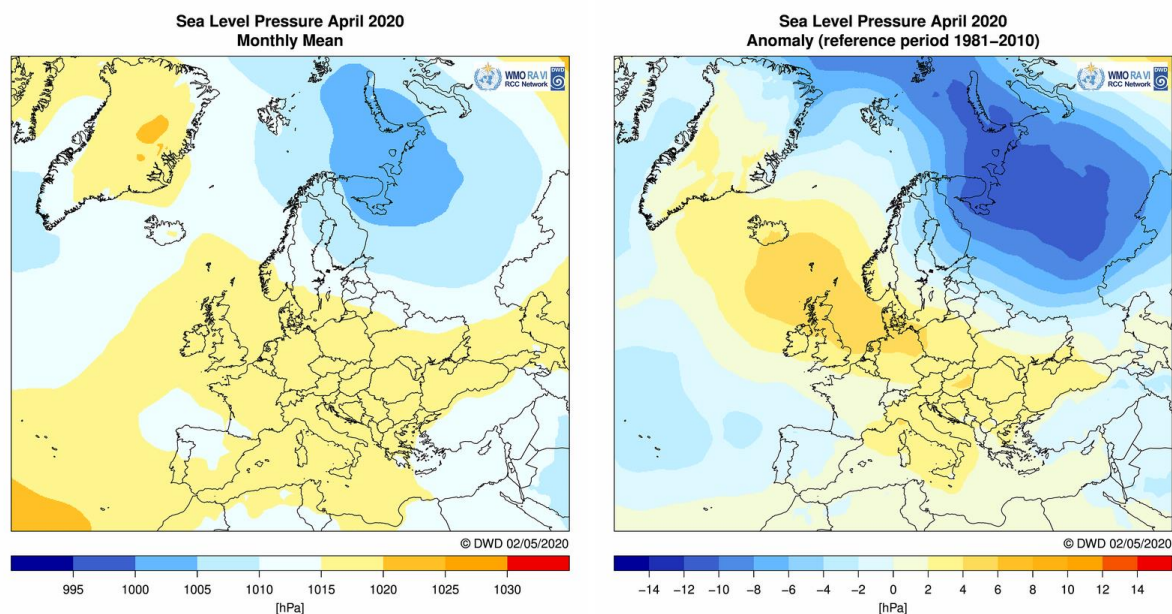 Sea Level Pressure April 2020
Monthly Mean
WMO RA VI
RCC Network
DWD
© DWD 02/05/2020
995 1000 1005 1010 1015 1020 1025 1030
[hPa]
Sea Level Pressure April 2020
Anomaly (reference period 1981−2010)
WMO RA VI
RCC Network
DWD
© DWD 02/05/2020
−14 −12 −10 −8 −6 −4 −2 0 2 4 6 8 10 12 14
[hPa]